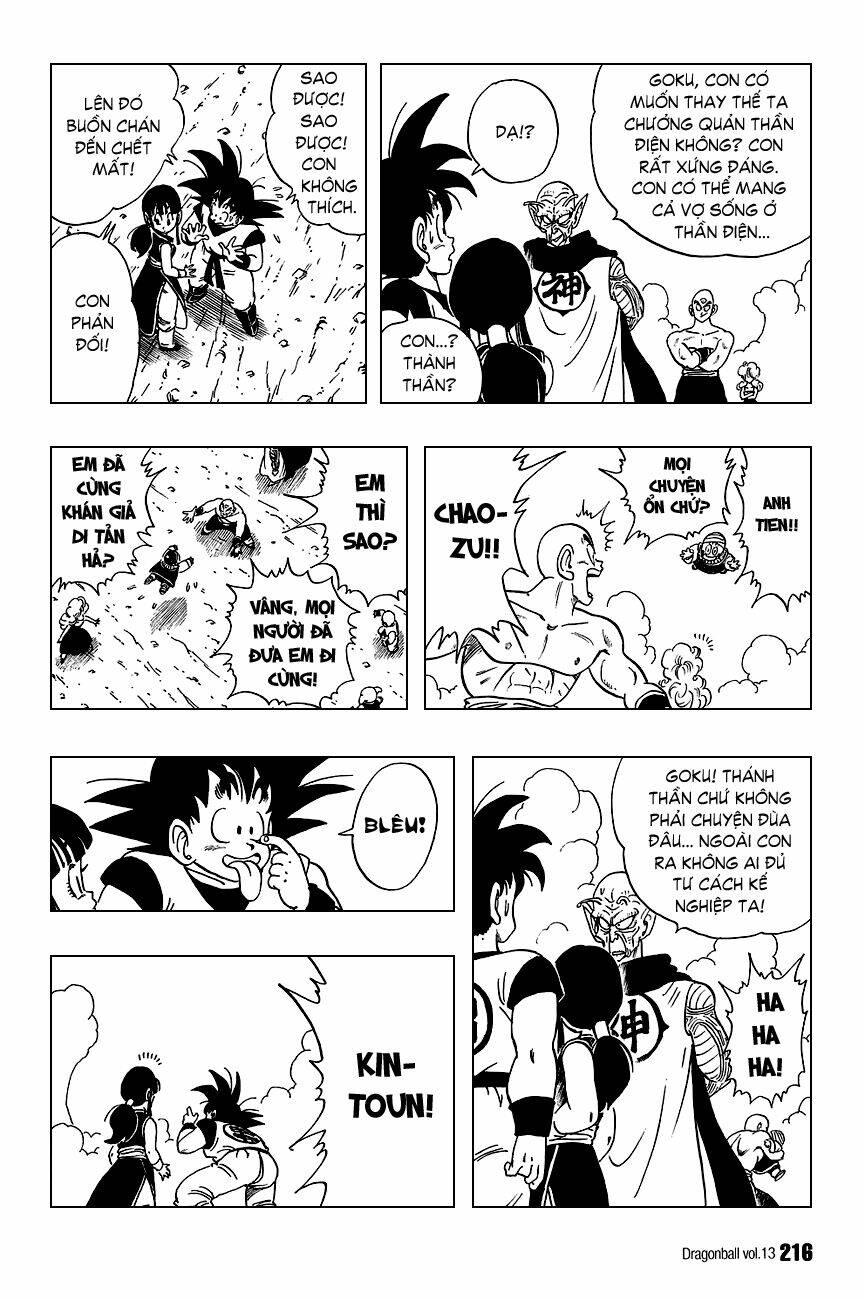 GOKU, CON CÓ
MUỐN THAY THẾ TA
CHƯỚNG QUẢN THẦN
ĐIỆN KHÔNG? CON
RẤT XỨNG ĐÁNG.
CON CÓ THỂ MANG
CẢ VỢ SỐNG Ở
THẦN ĐIỆN...
DẠ!?
神
CON...?
THÀNH
THẦN?
SAO
ĐƯỢC!
SAO
ĐƯỢC!
CON
KHÔNG
THÍCH.
LÊN ĐÓ
BUỒN CHÁN
ĐẾN CHẾT
MẤT!
CON
PHẢN
ĐỐI!
ANH
TIEN!!
MỌI
CHUYỆN
ỔN CHỨ?
CHAO-
ZU!!
EM
THÌ
SAO?
EM ĐÃ
CÙNG
KHÁN GIẢ
DI TẢN
HẢ?
VÂNG, MỌI
NGƯỜI ĐÃ
ĐƯA EM ĐI
CÙNG!
GOKU! THÁNH
THẦN CHỨ KHÔNG
PHẢI CHUYỆN ĐÙA
ĐÂU... NGOÀI CON
RA KHÔNG AI ĐỦ
TƯ CÁCH KẾ
NGHIỆP TA!
神
HA
HA
HA!
BLÊU!
KIN-
TOUN!
Dragonball vol.13 216